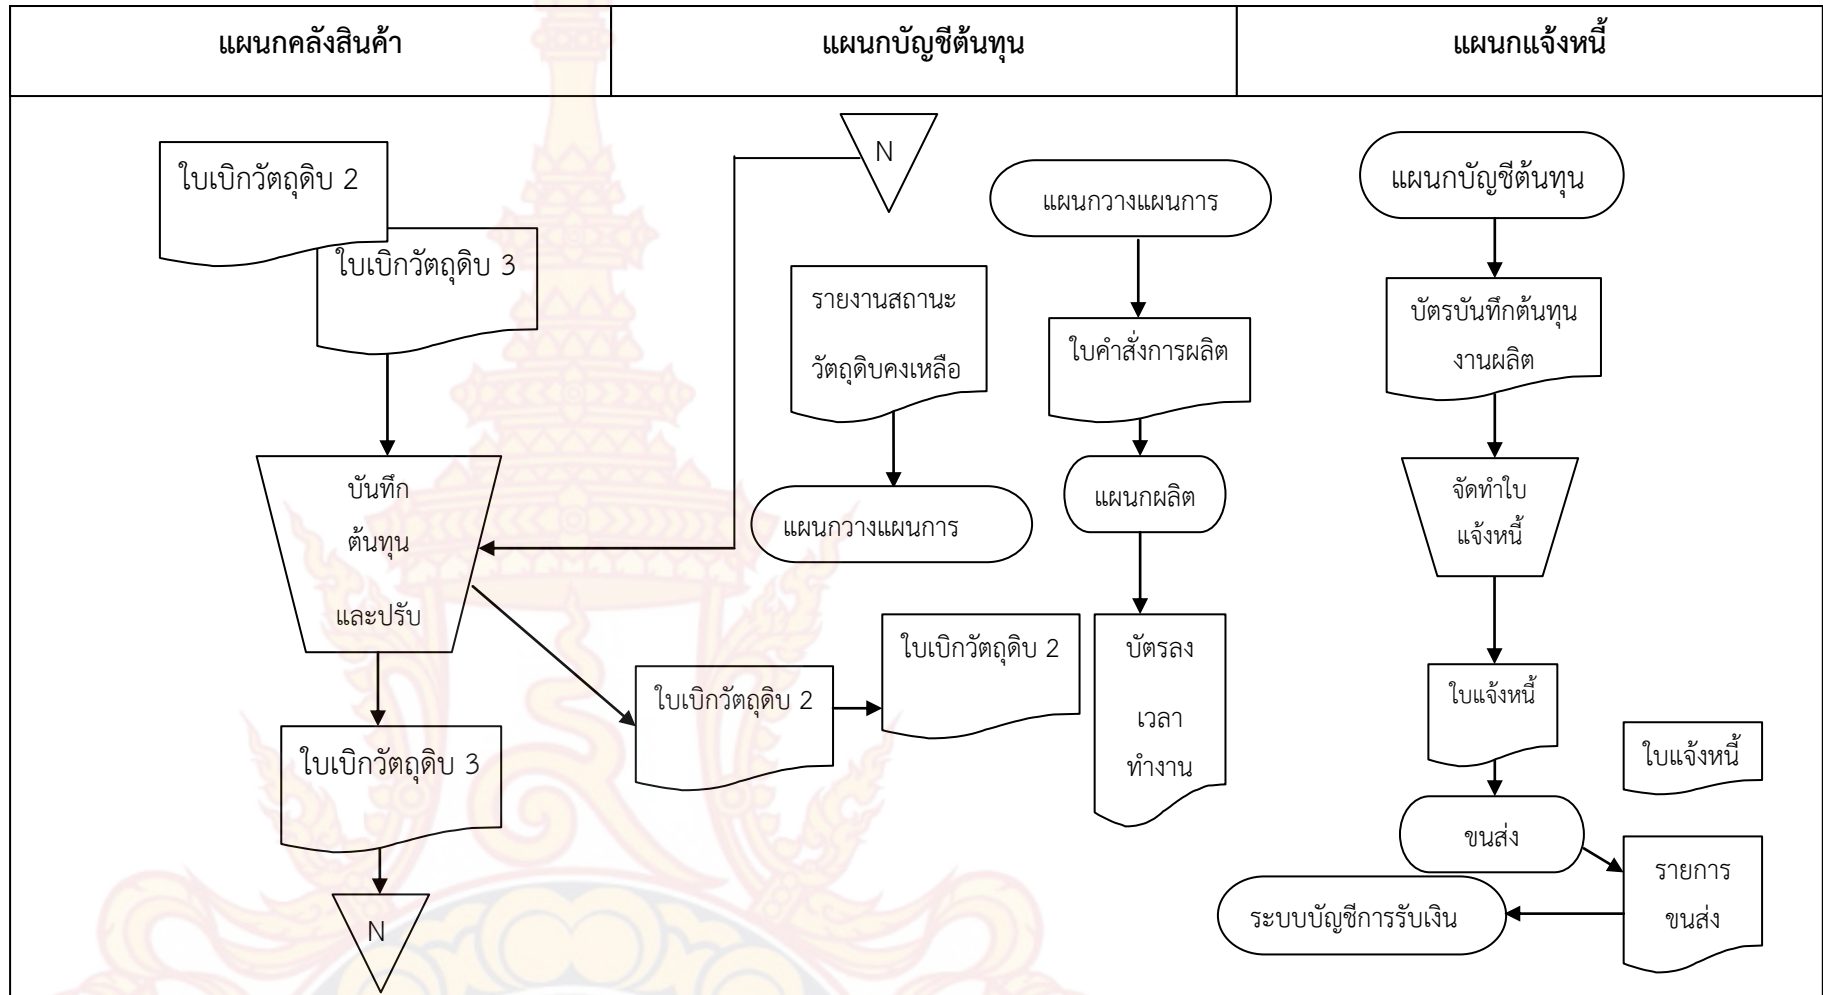 แผนกคลังสินค้า
แผนกบัญชีต้นทุน
แผนกแจ้งหนี้
ใบเบิกวัตถุดิบ 2
ใบเบิกวัตถุดิบ 3
บันทึก
ต้นทุน
และปรับ
ใบเบิกวัตถุดิบ 3
N
N
รายงานสถานะ
วัตถุดิบคงเหลือ
แผนกวางแผนการ
ใบเบิกวัตถุดิบ 2
ใบเบิกวัตถุดิบ 2
แผนกวางแผนการ
ใบคำสั่งการผลิต
แผนกผลิต
บัตรลง
เวลา
ทำงาน
แผนกบัญชีต้นทุน
บัตรบันทึกต้นทุน
งานผลิต
จัดทำใบ
แจ้งหนี้
ใบแจ้งหนี้
ใบแจ้งหนี้
ขนส่ง
รายการ
ขนส่ง
ระบบบัญชีการรับเงิน